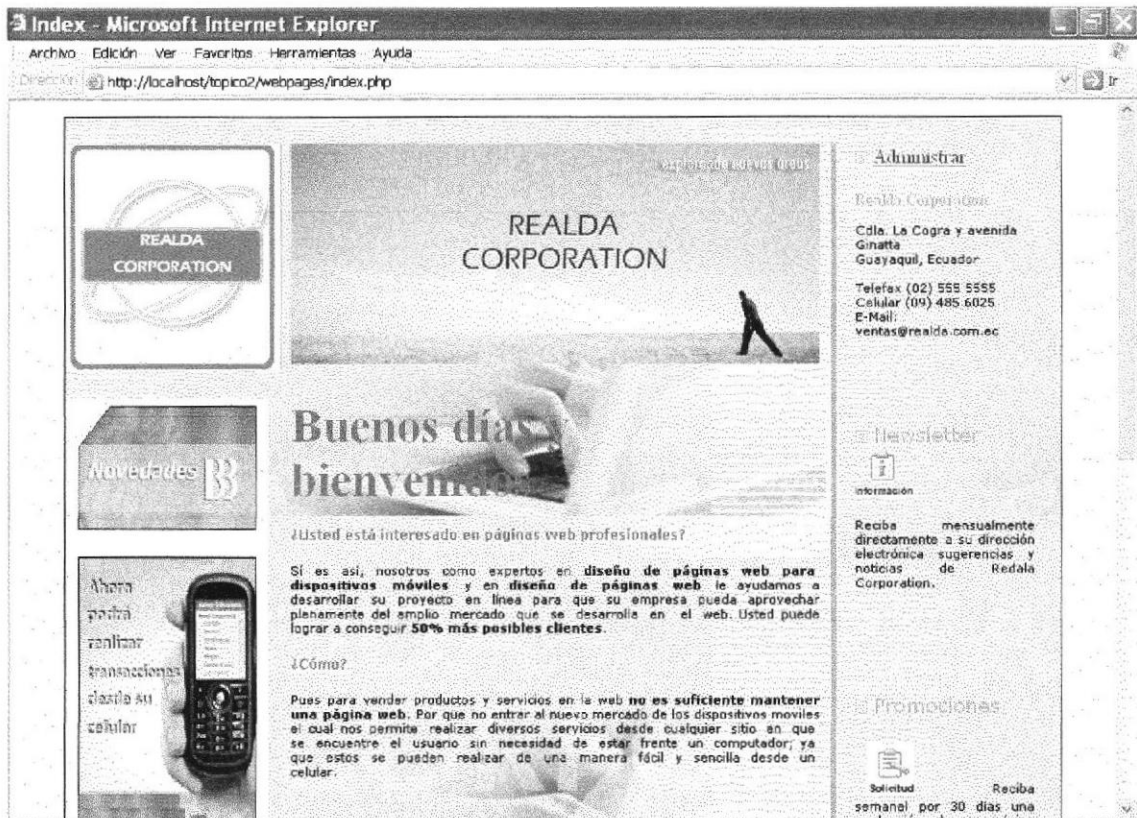 Index - Microsoft Internet Explorer
Archivo Edición Ver Favoritos Herramientas Ayuda
Dirección http://localhost/topico2/webpages/index.php Ir
REALDA
CORPORATION
Novedades
Ahora
podrá
realizar
transacciones
desde su
celular
REALDA
CORPORATION
Buenos días y
bienvenido
¿Usted está interesado en páginas web profesionales?
Si es asi, nosotros como expertos en diseño de páginas web para
dispositivos móviles y en diseño de páginas web le ayudamos a
desarrollar su proyecto en línea para que su empresa pueda aprovechar
plenamente del amplio mercado que se desarrolla en el web. Usted puede
lograr a conseguir 50% más posibles clientes.
¿Cómo?
Pues para vender productos y servicios en la web no es suficiente mantener
una página web. Por que no entrar al nuevo mercado de los dispositivos moviles
el cual nos permite realizar diversos servicios desde cualquier sitio en que
se encuentre el usuario sin necesidad de estar frente un computador, ya
que estos se pueden realizar de una manera fácil y sencilla desde un
celular.
Administrar
Realda Corporation
Cdla. La Cogra y avenida
Ginatta
Guayaquil, Ecuador
Telefax (02) 555 5555
Celular (09) 485 6025
E-Mail:
ventas@realda.com.ec
Newsletter
Información
Reciba mensualmente
directamente a su dirección
electrónica sugerencias y
noticias de Redala
Corporation.
Promociones
Solicitud Reciba
semanal por 30 dias una